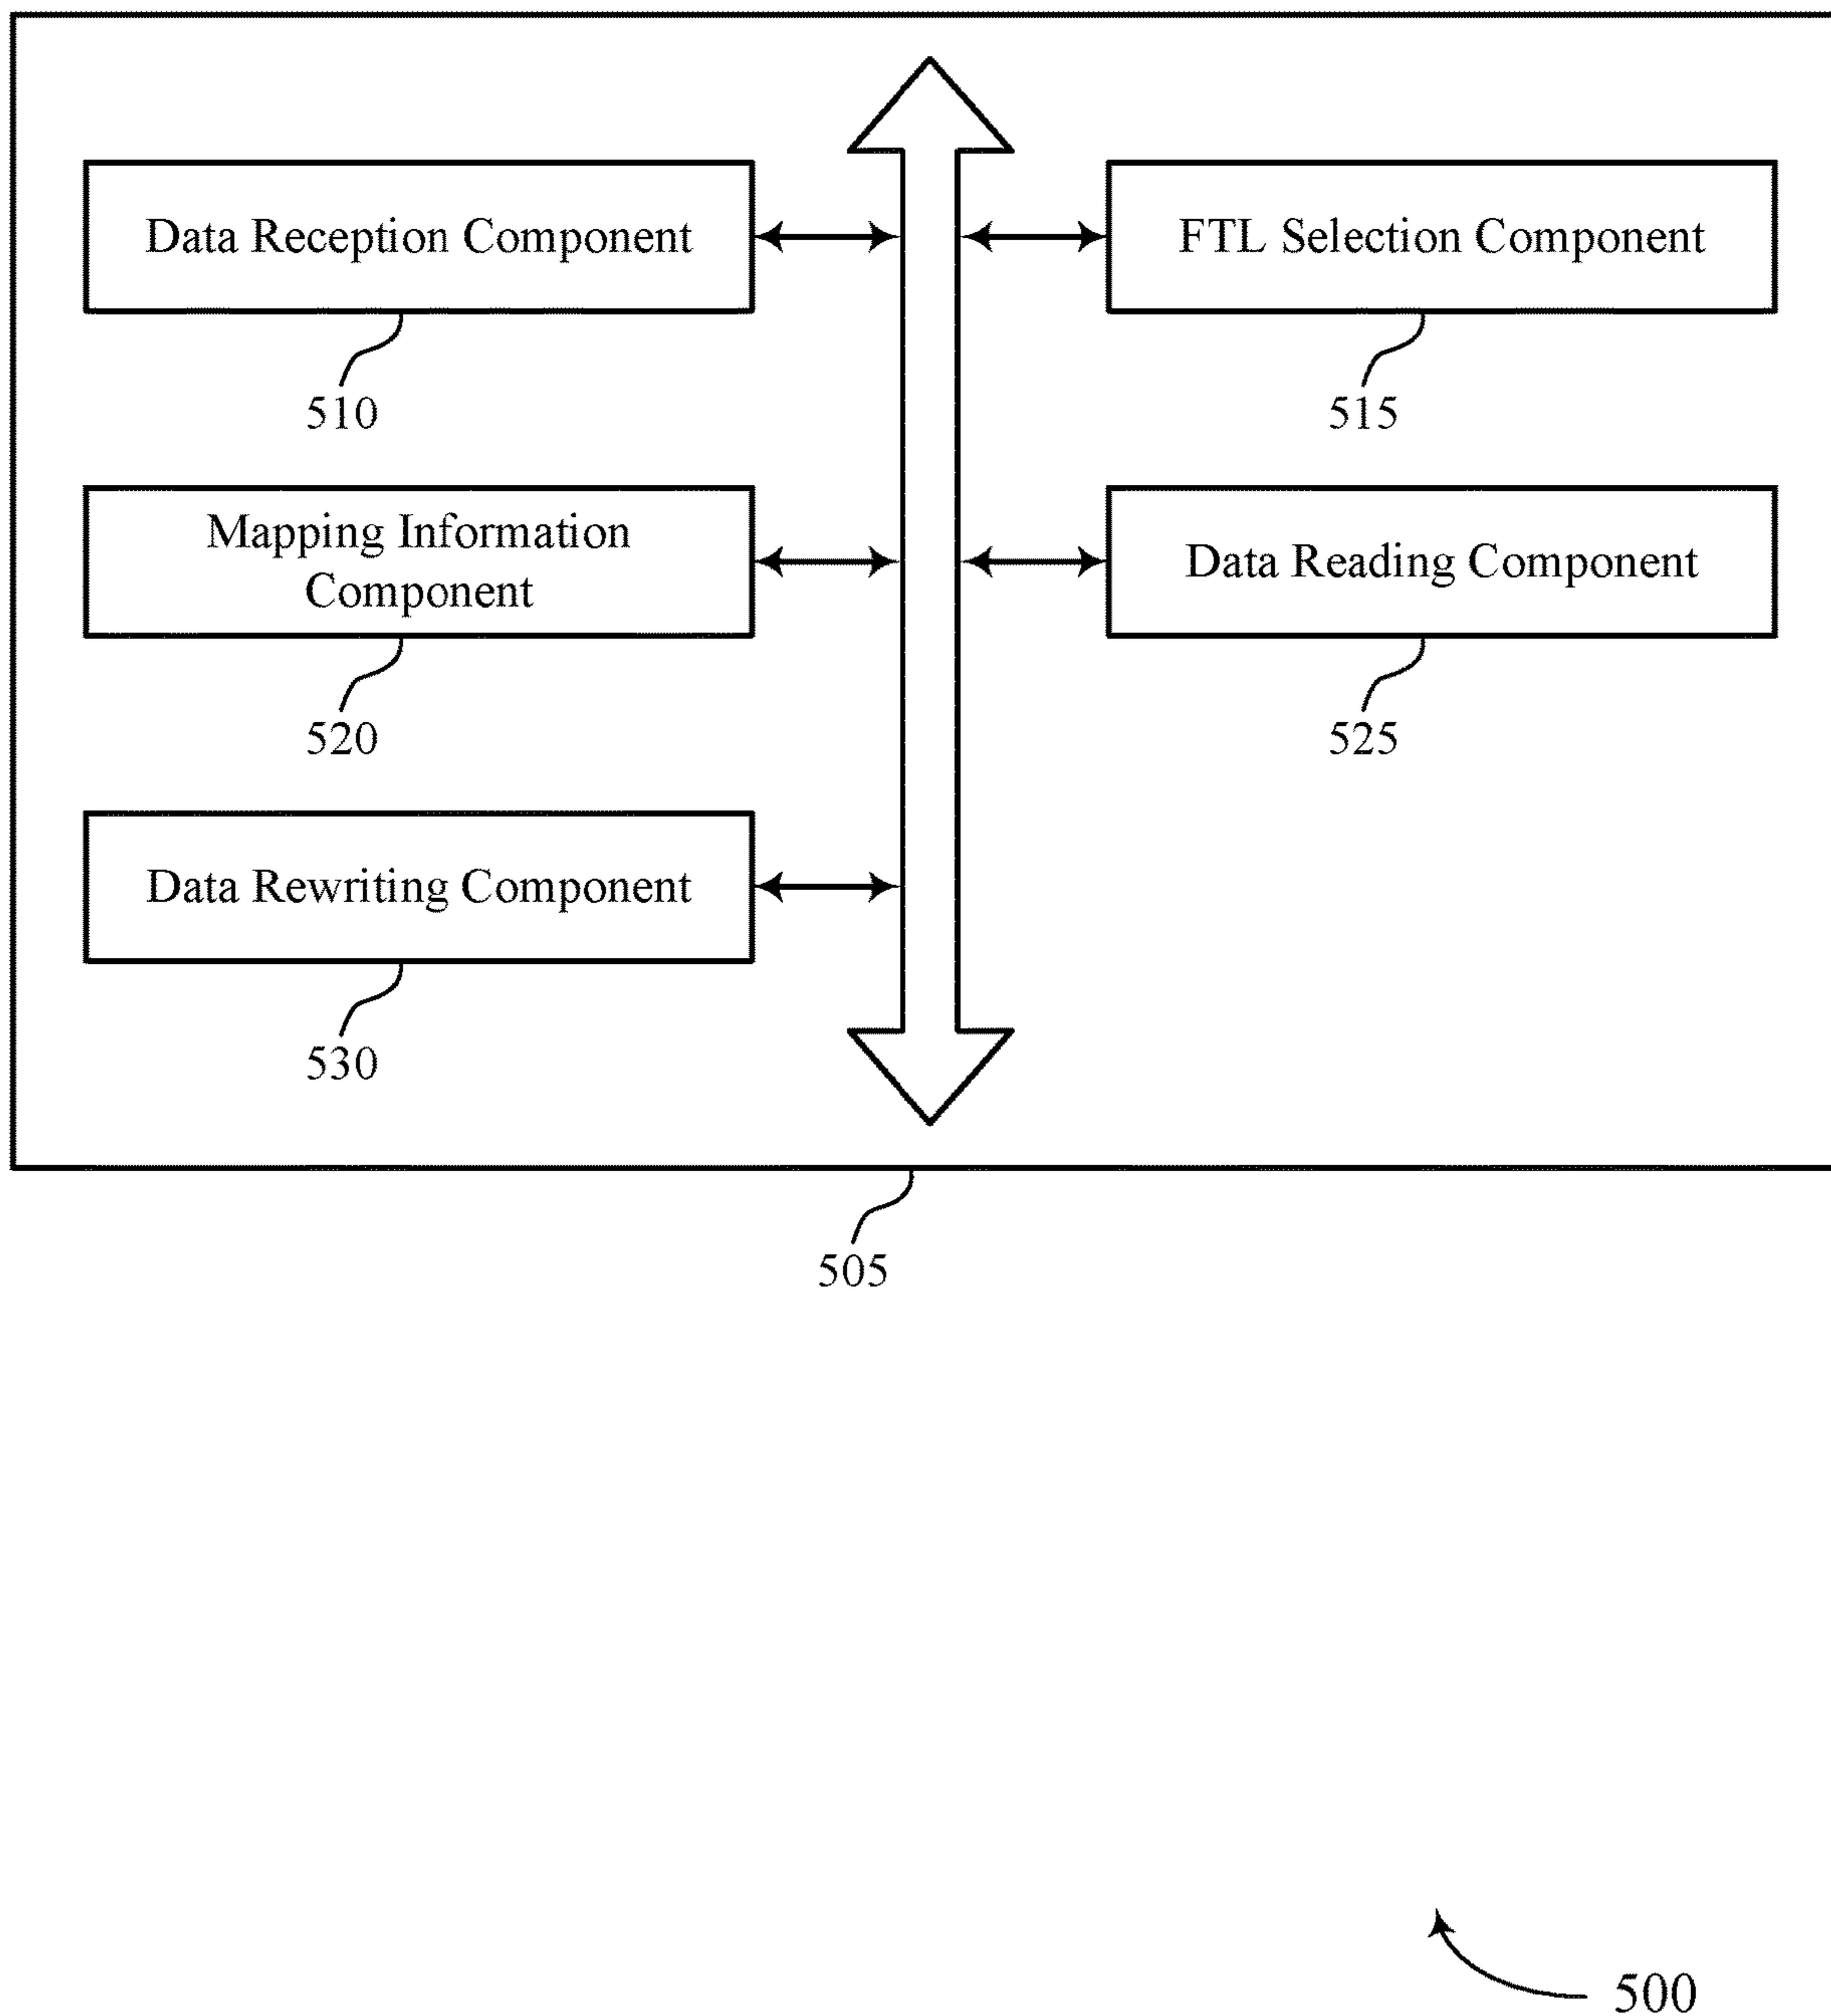 Data Reception Component
FTL Selection Component
510
515
Mapping Information
Component
Data Reading Component
520
525
Data Rewriting Component
530
505
500